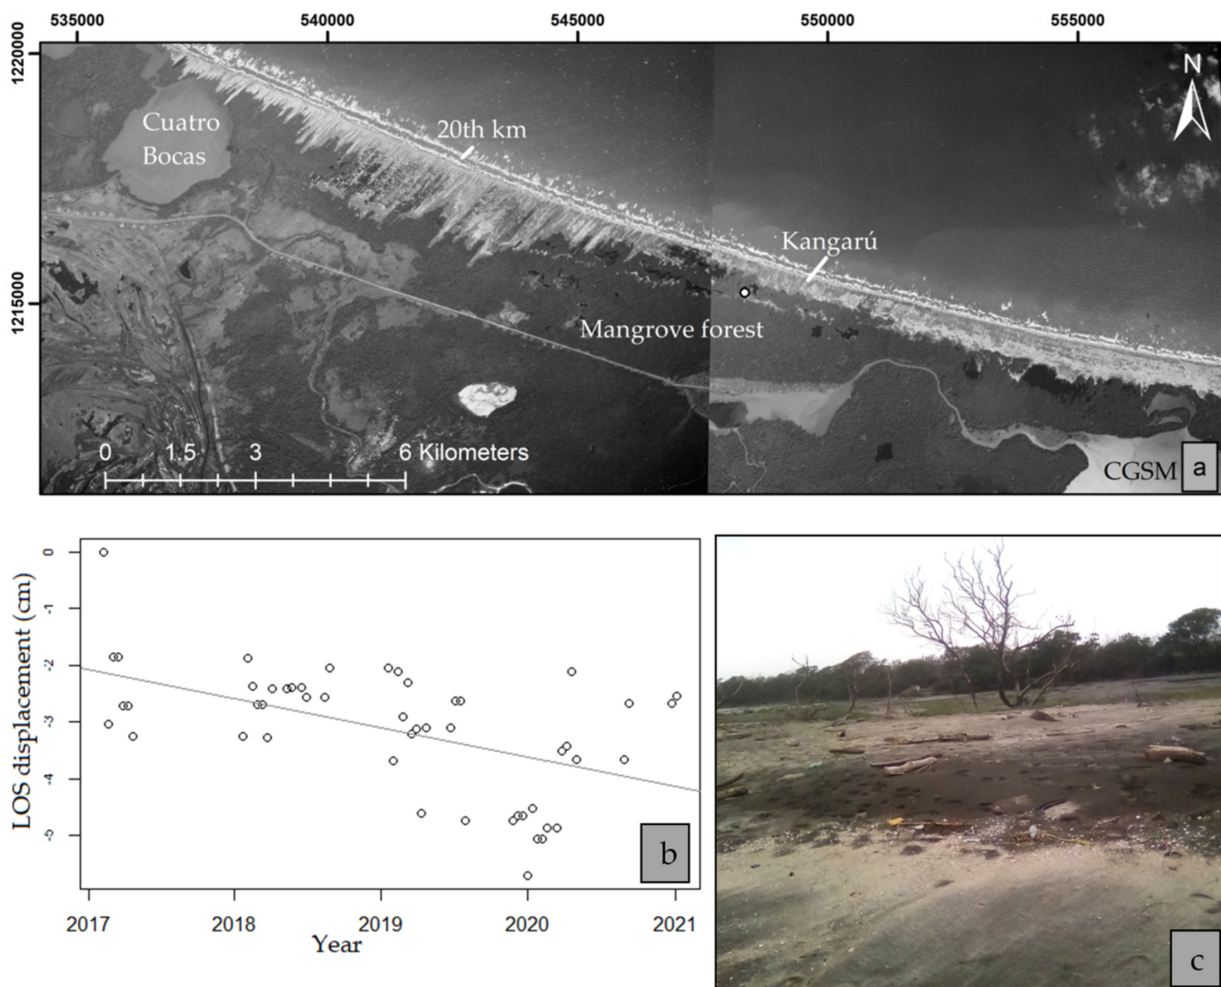 535000 540000 545000 550000 555000
1220000
1215000
N
Cuatro
Bocas
20th km
Kangarú
Mangrove forest
0 1.5 3 6 Kilometers
CGSM
a
LOS displacement (cm)
0
-1
-2
-3
-4
-5
b
2017 2018 2019 2020 2021
Year
c